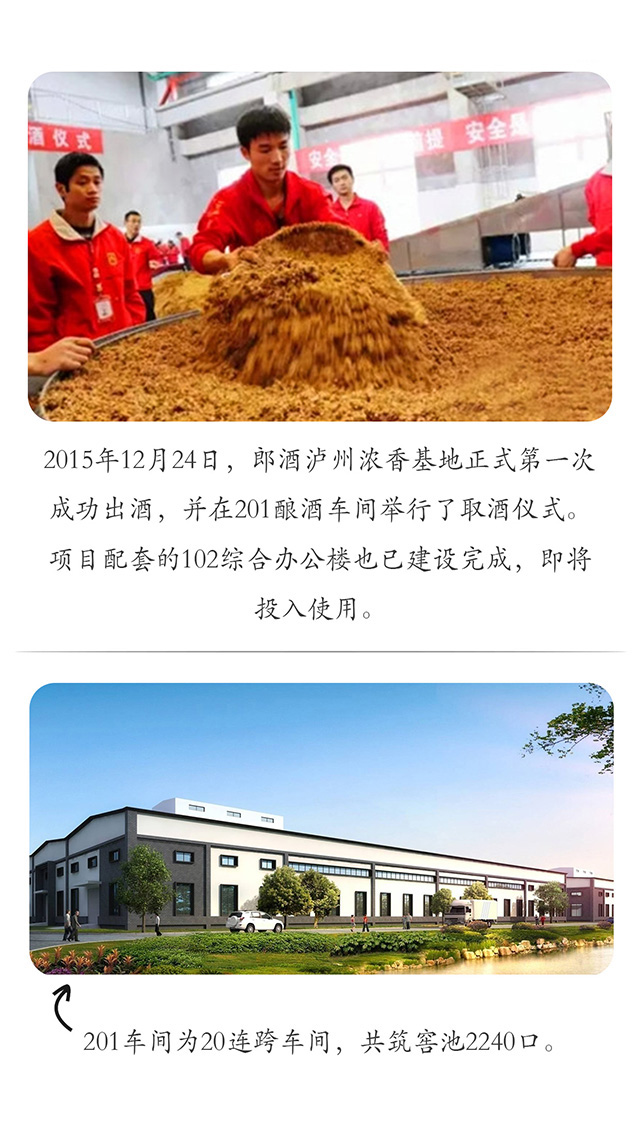 酒仪式
安全
前提 安全是
2015年12月24日，郎酒泸州浓香基地正式第一次
成功出酒，并在201酿酒车间举行了取酒仪式。
项目配套的102综合办公楼也已建设完成，即将
投入使用。
201车间为20连跨车间，共筑窖池2240口。